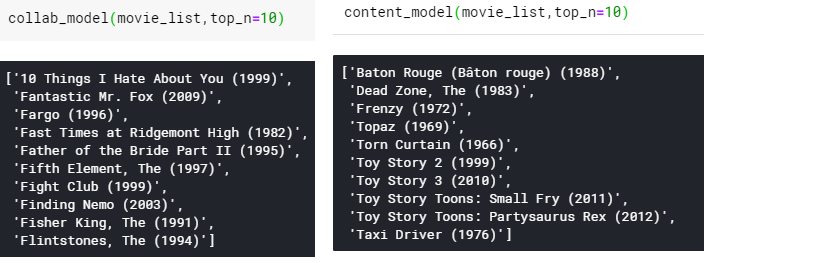 collab_model(movie_list,top_n=10)
['10 Things I Hate About You (1999)',
'Fantastic Mr. Fox (2009)',
'Fargo (1996)',
'Fast Times at Ridgemont High (1982)',
'Father of the Bride Part II (1995)',
'Fifth Element, The (1997)',
'Fight Club (1999)',
'Finding Nemo (2003)',
'Fisher King, The (1991)',
'Flintstones, The (1994)']
content_model(movie_list,top_n=10)
['Baton Rouge (Bâton rouge) (1988)',
'Dead Zone, The (1983)',
'Frenzy (1972)',
'Topaz (1969)',
'Torn Curtain (1966)',
'Toy Story 2 (1999)',
'Toy Story 3 (2010)',
'Toy Story Toons: Small Fry (2011)',
'Toy Story Toons: Partysaurus Rex (2012)',
'Taxi Driver (1976)']